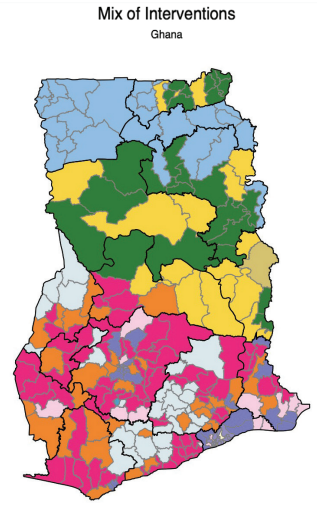 Mix of Interventions
Ghana